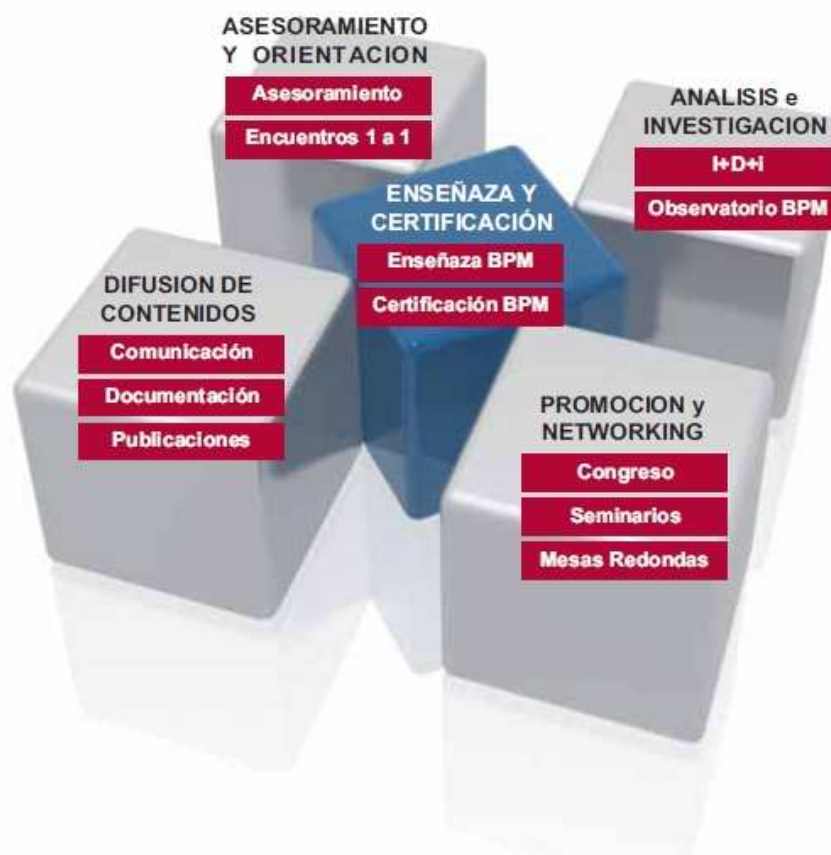 ASESORAMIENTO
Y ORIENTACION
Asesoramiento
Encuentros 1 a 1
ANALISIS e
INVESTIGACION
I+D+i
Observatorio BPM
ENSEÑAZA Y
CERTIFICACIÓN
Enseñaza BPM
Certificación BPM
DIFUSION DE
CONTENIDOS
Comunicación
Documentación
Publicaciones
PROMOCION y
NETWORKING
Congreso
Seminarios
Mesas Redondas